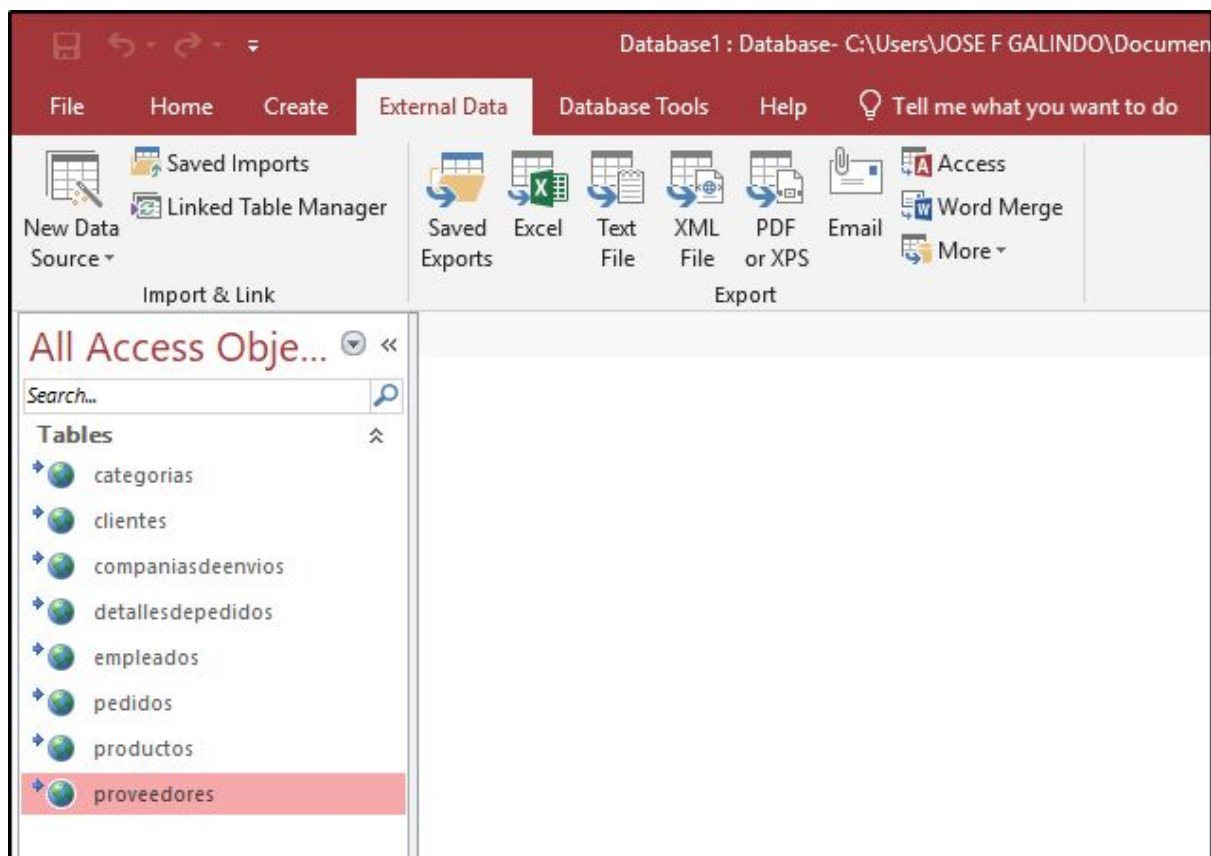 Database1 : Database- C:\Users\JOSE F GALINDO\Documen
File Home Create External Data Database Tools Help Tell me what you want to do
New Data
Source
Saved Imports
Linked Table Manager
Import & Link
Saved
Exports
Excel
Text
File
XML
File
PDF
or XPS
Email
Access
Word Merge
More
Export
All Access Obje...
Search...
Tables
categorias
clientes
companiasdeenvios
detallesdepedidos
empleados
pedidos
productos
proveedores